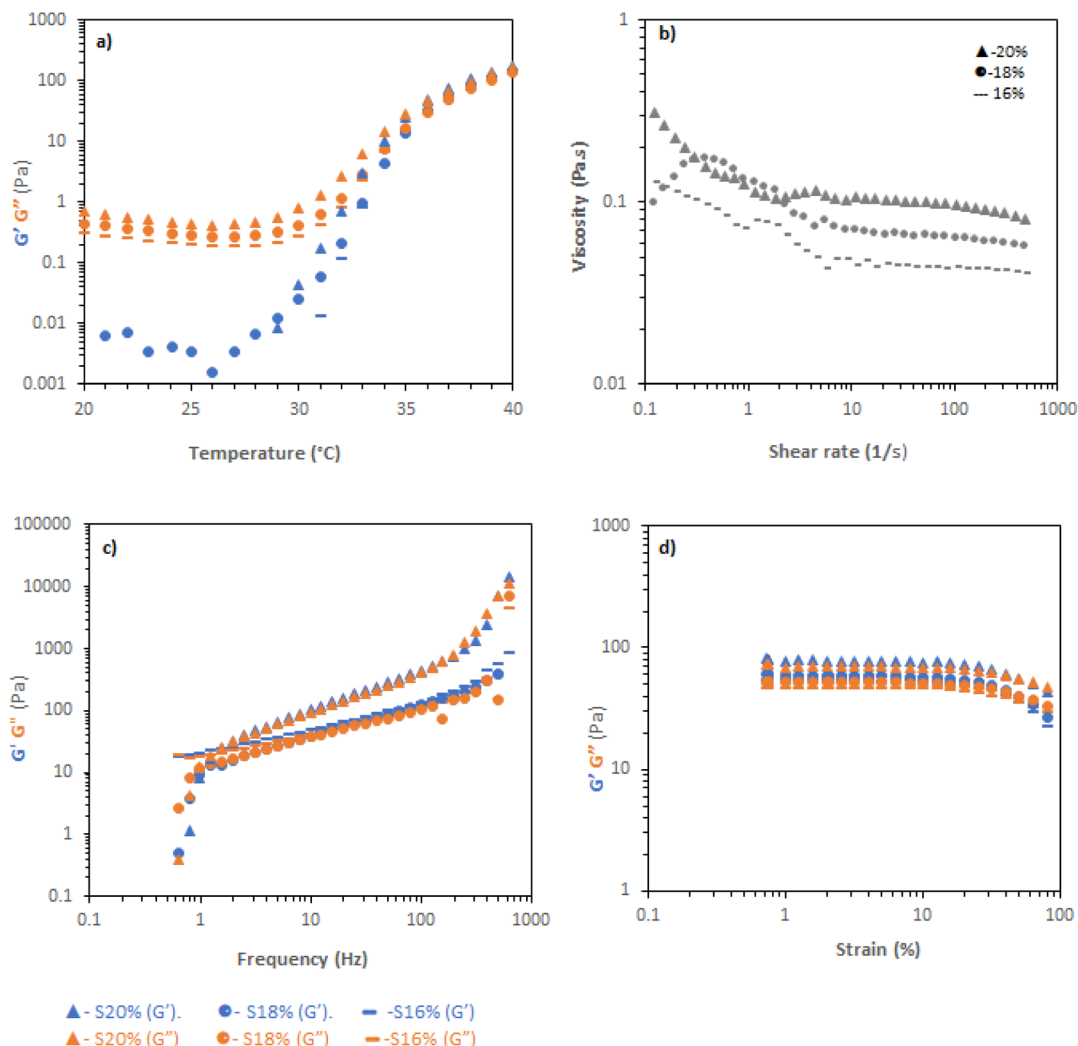 a)
1000
100
10
1
0.1
0.01
0.001
G' G'' (Pa)
20 25 30 35 40
Temperature (°C)
b)
1
0.1
0.01
Viscosity (Pa.s)
-20%
-18%
16%
0.1 1 10 100 1000
Shear rate (1/s)
c)
100000
10000
1000
100
10
1
0.1
G' G" (Pa)
0.1 1 10 100 1000
Frequency (Hz)
d)
1000
100
10
1
G' G'' (Pa)
0.1 1 10 100
Strain (%)
- S20% (G'). - S18% (G'). -S16% (G')
- S20% (G'') - S18% (G'') -S16% (G'')